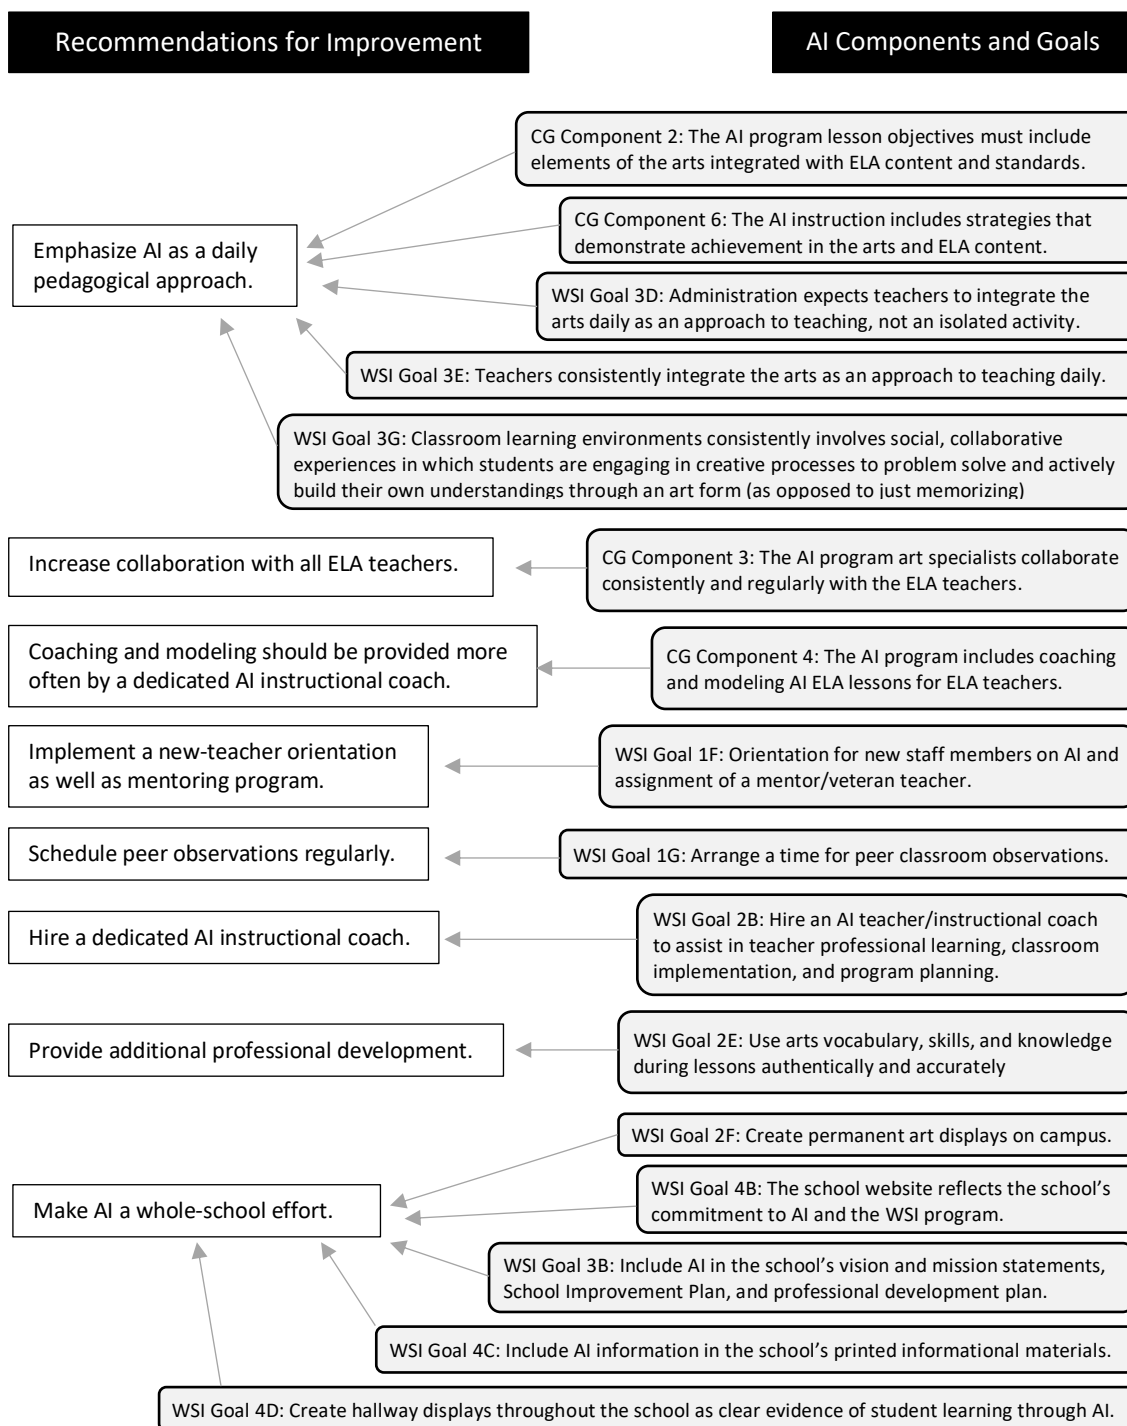 Recommendations for Improvement
AI Components and Goals
CG Component 2: The AI program lesson objectives must include
elements of the arts integrated with ELA content and standards.
CG Component 6: The AI instruction includes strategies that
demonstrate achievement in the arts and ELA content.
Emphasize AI as a daily
pedagogical approach.
WSI Goal 3D: Administration expects teachers to integrate the
arts daily as an approach to teaching, not an isolated activity.
WSI Goal 3E: Teachers consistently integrate the arts as an approach to teaching daily.
WSI Goal 3G: Classroom learning environments consistently involves social, collaborative
experiences in which students are engaging in creative processes to problem solve and actively
build their own understandings through an art form (as opposed to just memorizing)
Increase collaboration with all ELA teachers.
CG Component 3: The AI program art specialists collaborate
consistently and regularly with the ELA teachers.
Coaching and modeling should be provided more
often by a dedicated AI instructional coach.
CG Component 4: The AI program includes coaching
and modeling AI ELA lessons for ELA teachers.
Implement a new-teacher orientation
as well as mentoring program.
WSI Goal 1F: Orientation for new staff members on AI and
assignment of a mentor/veteran teacher.
Schedule peer observations regularly.
WSI Goal 1G: Arrange a time for peer classroom observations.
Hire a dedicated AI instructional coach.
WSI Goal 2B: Hire an AI teacher/instructional coach
to assist in teacher professional learning, classroom
implementation, and program planning.
Provide additional professional development.
WSI Goal 2E: Use arts vocabulary, skills, and knowledge
during lessons authentically and accurately
WSI Goal 2F: Create permanent art displays on campus.
Make AI a whole-school effort.
WSI Goal 4B: The school website reflects the school's
commitment to AI and the WSI program.
WSI Goal 3B: Include AI in the school's vision and mission statements,
School Improvement Plan, and professional development plan.
WSI Goal 4C: Include AI information in the school's printed informational materials.
WSI Goal 4D: Create hallway displays throughout the school as clear evidence of student learning through AI.